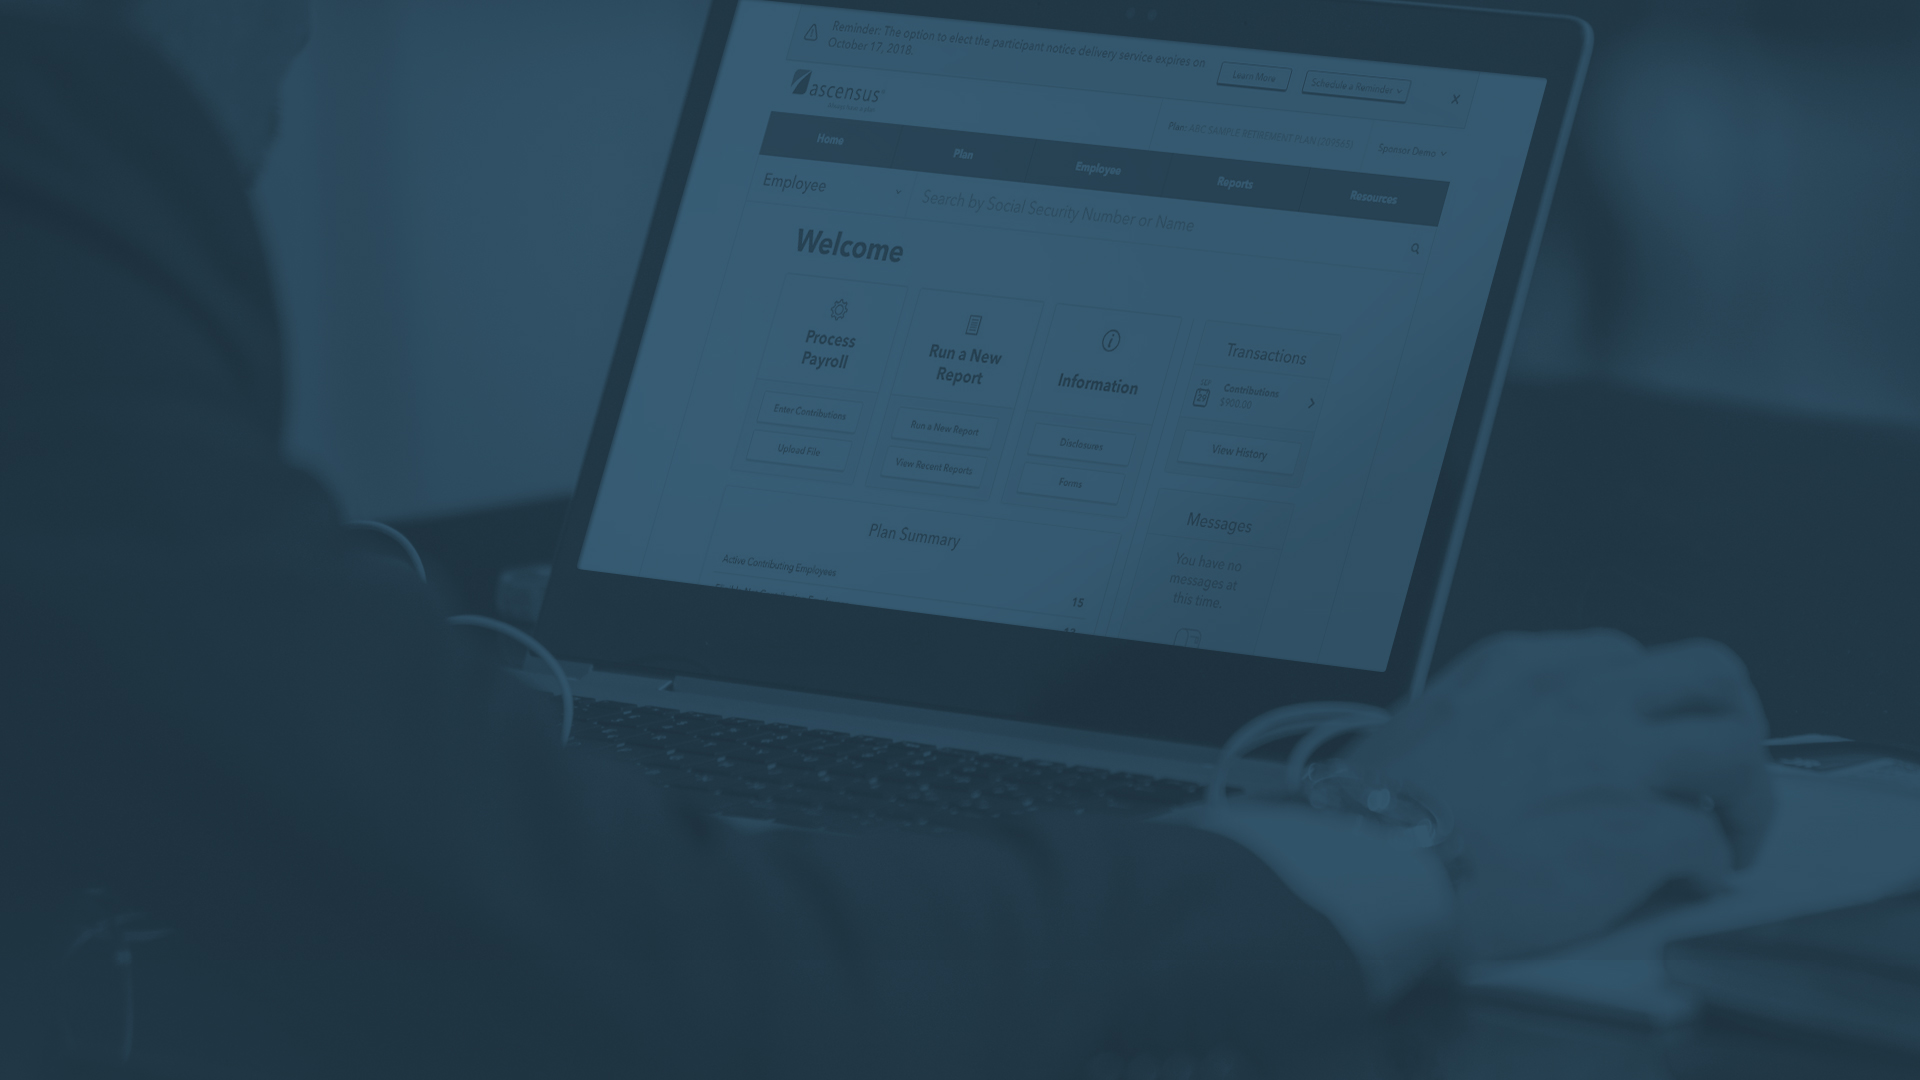 Reminder: The option to elect the participant notice delivery service expires on
October 17, 2018
Learn More
Schedule a Reminder
X
ascensus
Plan: ABC SAMPLE RETIREMENT PLAN
Sponsor Demo
Home
Plan
Employee
Reports
Resources
Employee
Search by Social Security Number or Name
Welcome
Process
Payroll
Enter Contributions
Upload File
Run a New
Report
Run a New Report
View Recent Reports
Information
Disclosures
Forms
Transactions
Contributions
$900.00
View History
Plan Summary
Active Contributing Employees
15
Messages
You have no
messages at
this time.